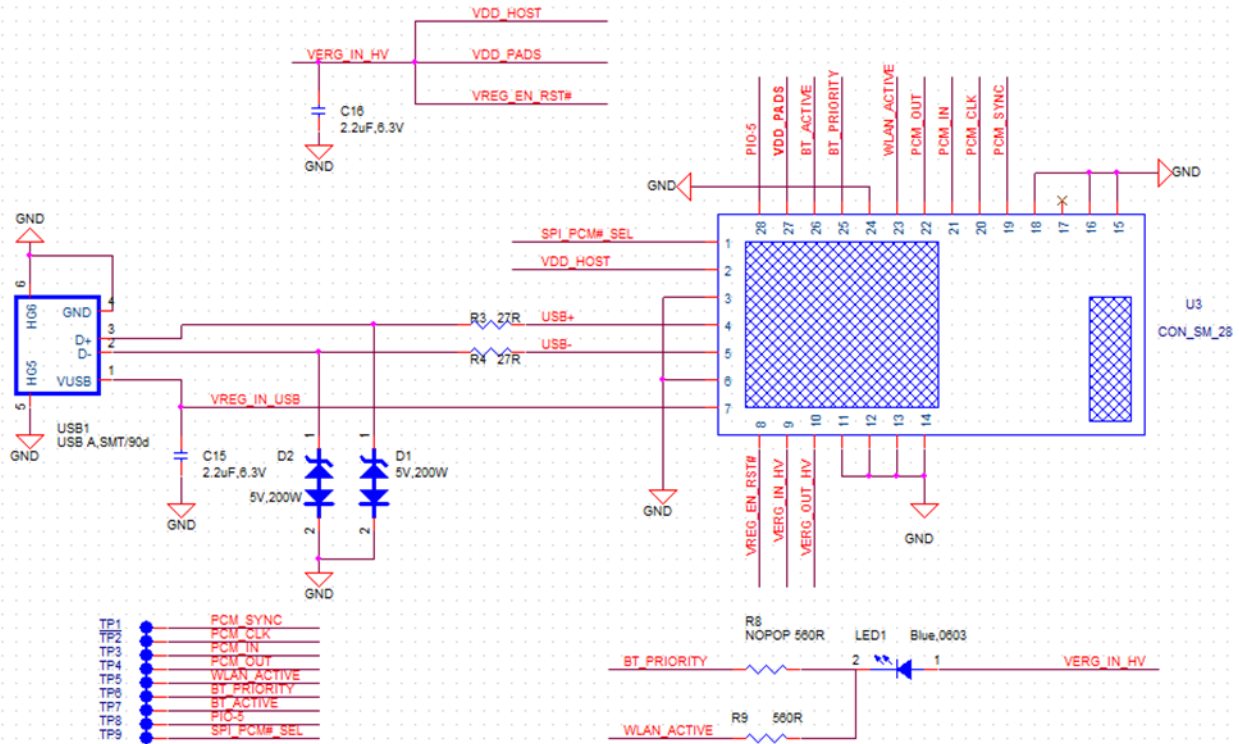 VDD_HOST
VERG_IN_HV
VDD_PADS
VREG_EN_RST#
C16
2.2uF,6.3V
GND
PIO-5
VDD_PADS
BT_ACTIVE
BT_PRIORITY
WLAN_ACTIVE
PCM_OUT
PCM_IN
PCM_CLK
PCM_SYNC
GND
GND
28
27
26
25
24
23
22
21
20
19
18
17
16
15
SPI_PCM#_SEL
1
VDD_HOST
2
3
USB+
4
USB-
5
6
7
U3
CON_SM_28
GND
6
HG6
GND
4
D+
3
D-
2
HG5
VUSB
1
5
GND
USB1
USB A,SMT/90d
R3 27R
R4 27R
VREG_IN_USB
C15
2.2uF,6.3V
GND
D2
1
5V,200W
2
D1
1
5V,200W
2
GND
GND
8
9
10
11
12
13
14
VREG_EN_RST#
VERG_IN_HV
VERG_OUT_HV
GND
TP1 PCM_SYNC
TP2 PCM_CLK
TP3 PCM_IN
TP4 PCM_OUT
TP5 WLAN_ACTIVE
TP6 BT_PRIORITY
TP7 BT_ACTIVE
TP8 PIO-5
TP9 SPI_PCM#_SEL
R8
NOPOP 560R
LED1
Blue,0603
BT_PRIORITY
2
1
VERG_IN_HV
R9 560R
WLAN_ACTIVE